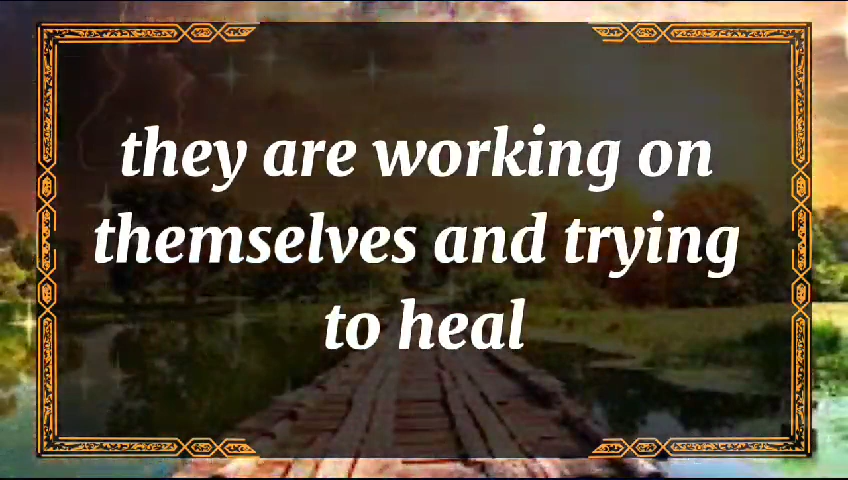 they are working on
themselves and trying
to heal